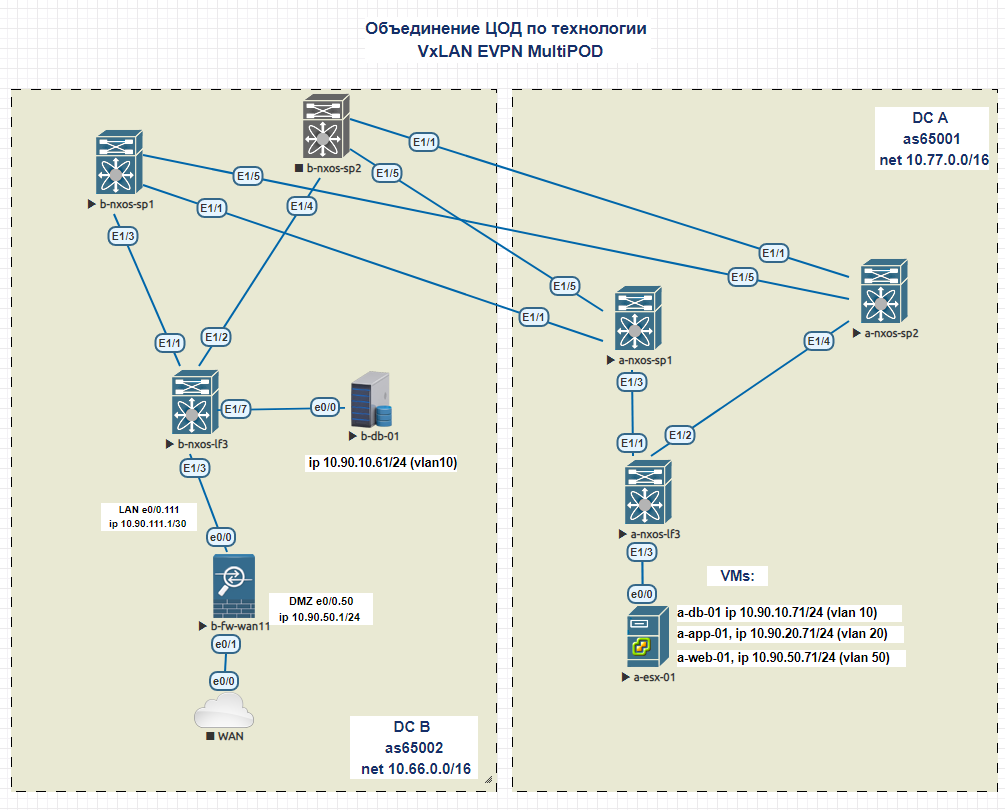 Объединение ЦОД по технологии
VxLAN EVPN MultiPOD
DC A
as65001
net 10.77.0.0/16
b-nxos-sp2
E1/1
E1/5
E1/4
b-nxos-sp1
E1/5
E1/1
E1/3
E1/1
E1/5
a-nxos-sp2
E1/4
E1/5
E1/1
a-nxos-sp1
E1/3
E1/1
E1/2
b-nxos-lf3
E1/7
e0/0
b-db-01
ip 10.90.10.61/24 (vlan10)
E1/3
E1/1
E1/2
a-nxos-lf3
E1/3
e0/0
LAN e0/0.111
ip 10.90.111.1/30
e0/0
DMZ e0/0.50
ip 10.90.50.1/24
b-fw-wan11
e0/1
e0/0
WAN
VMs:
a-db-01 ip 10.90.10.71/24 (vlan 10)
a-app-01, ip 10.90.20.71/24 (vlan 20)
a-web-01, ip 10.90.50.71/24 (vlan 50)
a-esx-01
DC B
as65002
net 10.66.0.0/16